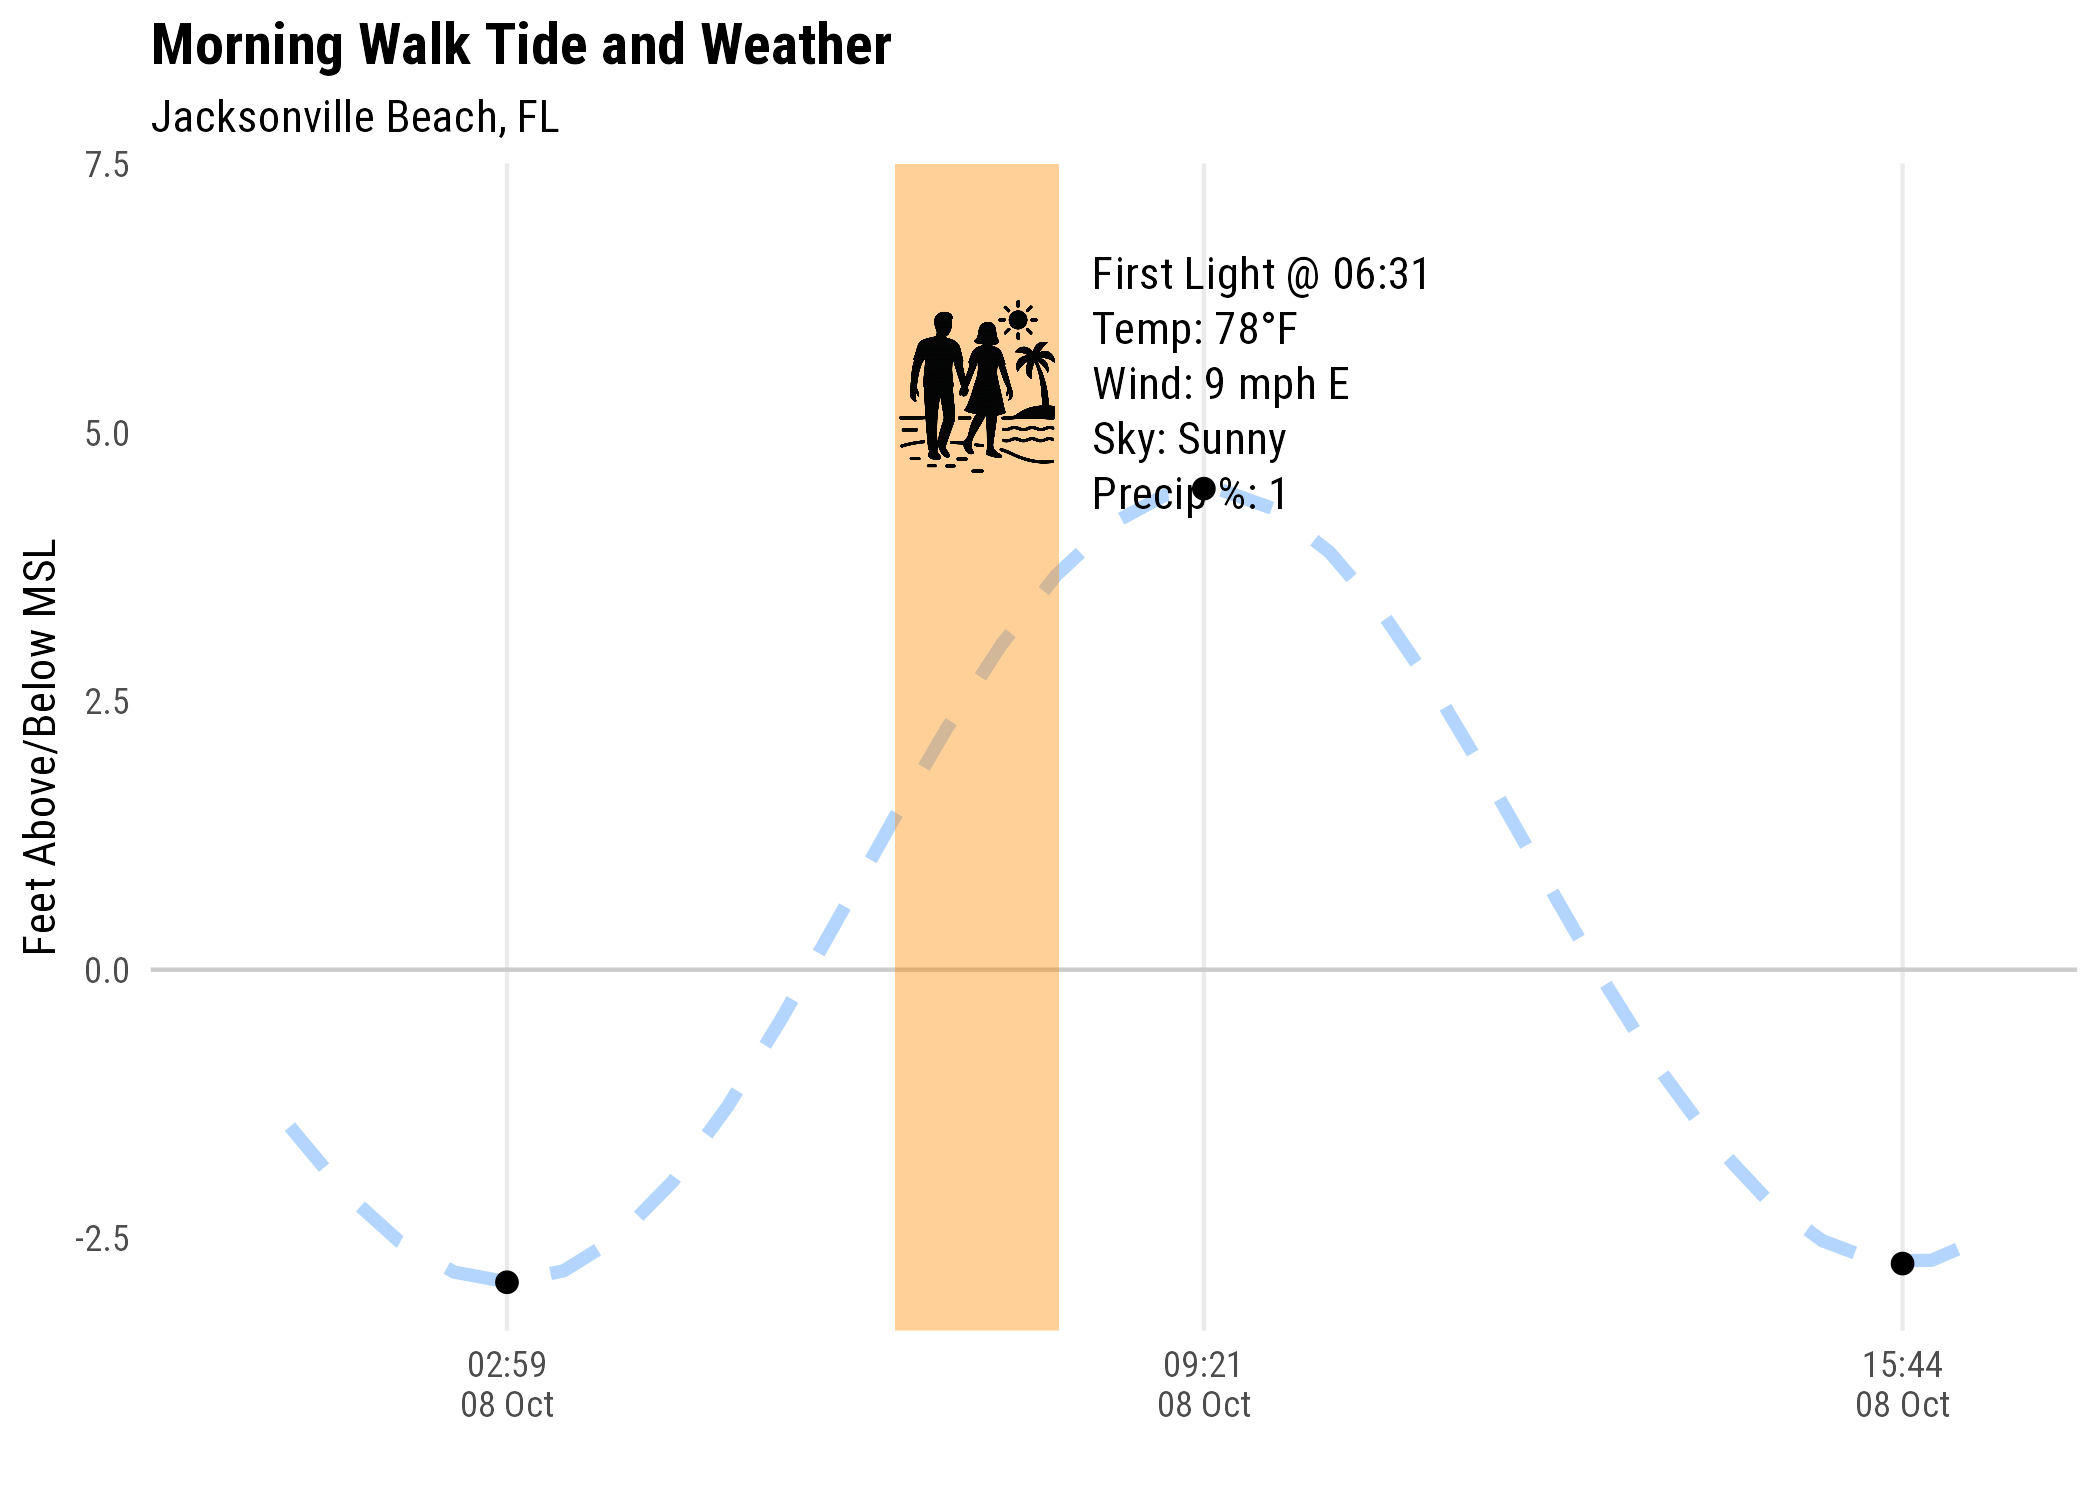 Morning Walk Tide and Weather
Jacksonville Beach, FL
Feet Above/Below MSL
7.5
5.0
2.5
0.0
-2.5
First Light @ 06:31
Temp: 78°F
Wind: 9 mph E
Sky: Sunny
Precip %: 1
02:59
08 Oct
09:21
08 Oct
15:44
08 Oct